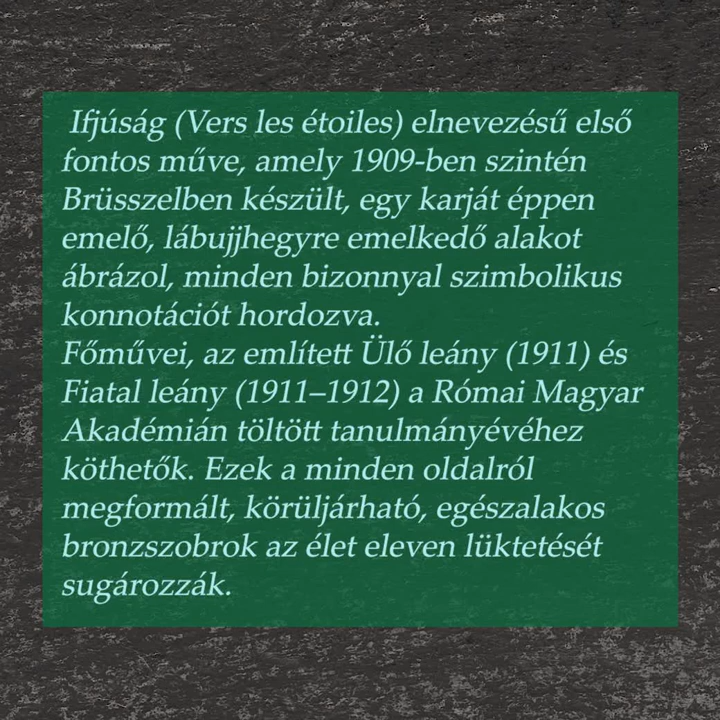 Ifjúság (Vers les étoiles) elnevezésű első
fontos műve, amely 1909-ben szintén
Brüsszelben készült, egy karját éppen
emelő, lábujjhegyre emelkedő alakot
ábrázol, minden bizonnyal szimbolikus
konnotációt hordozva.
Főművei, az említett Ülő leány (1911) és
Fiatal leány (1911–1912) a Római Magyar
Akadémián töltött tanulmányévéhez
köthetők. Ezek a minden oldalról
megformált, körüljárható, egészalakos
bronzszobrok az élet eleven lüktetését
sugározzák.